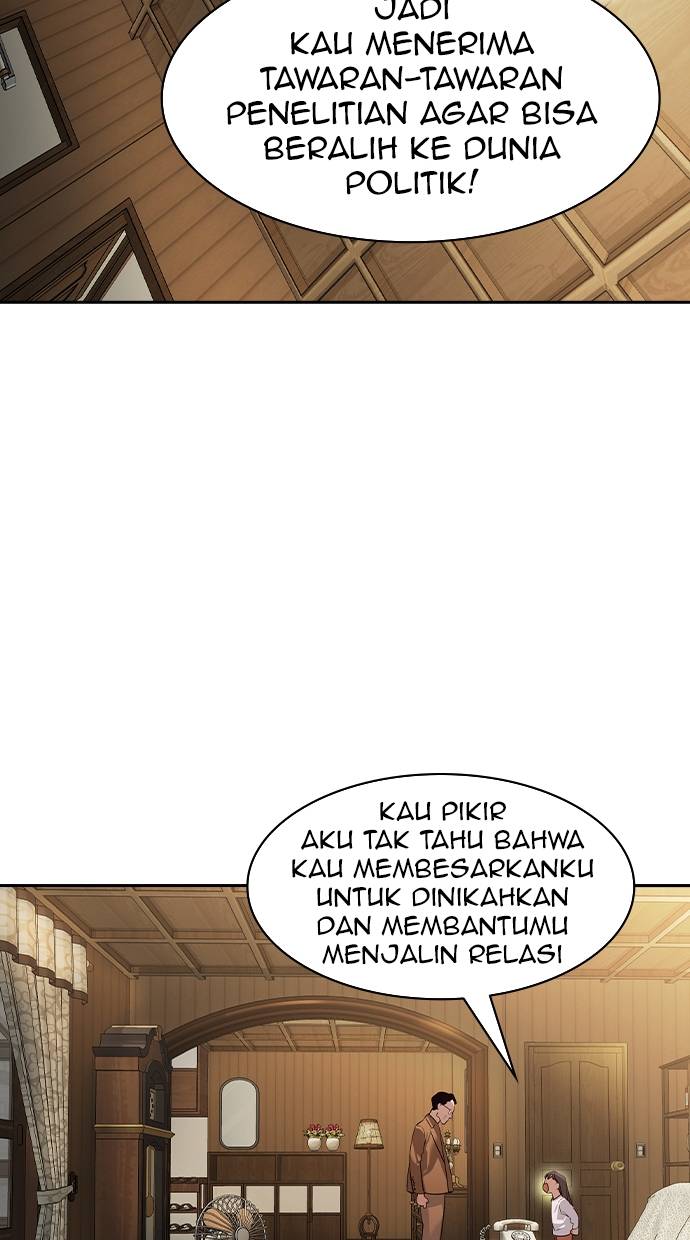 JADI
KAU MENERIMA
TAWARAN-TAWARAN
PENELITIAN AGAR BISA
BERALIH KE DUNIA
POLITIK!
KAU PIKIR
AKU TAK TAHU BAHWA
KAU MEMBESARKANKU
UNTUK DINIKAHKAN
DAN MEMBANTUMU
MENJALIN RELASI